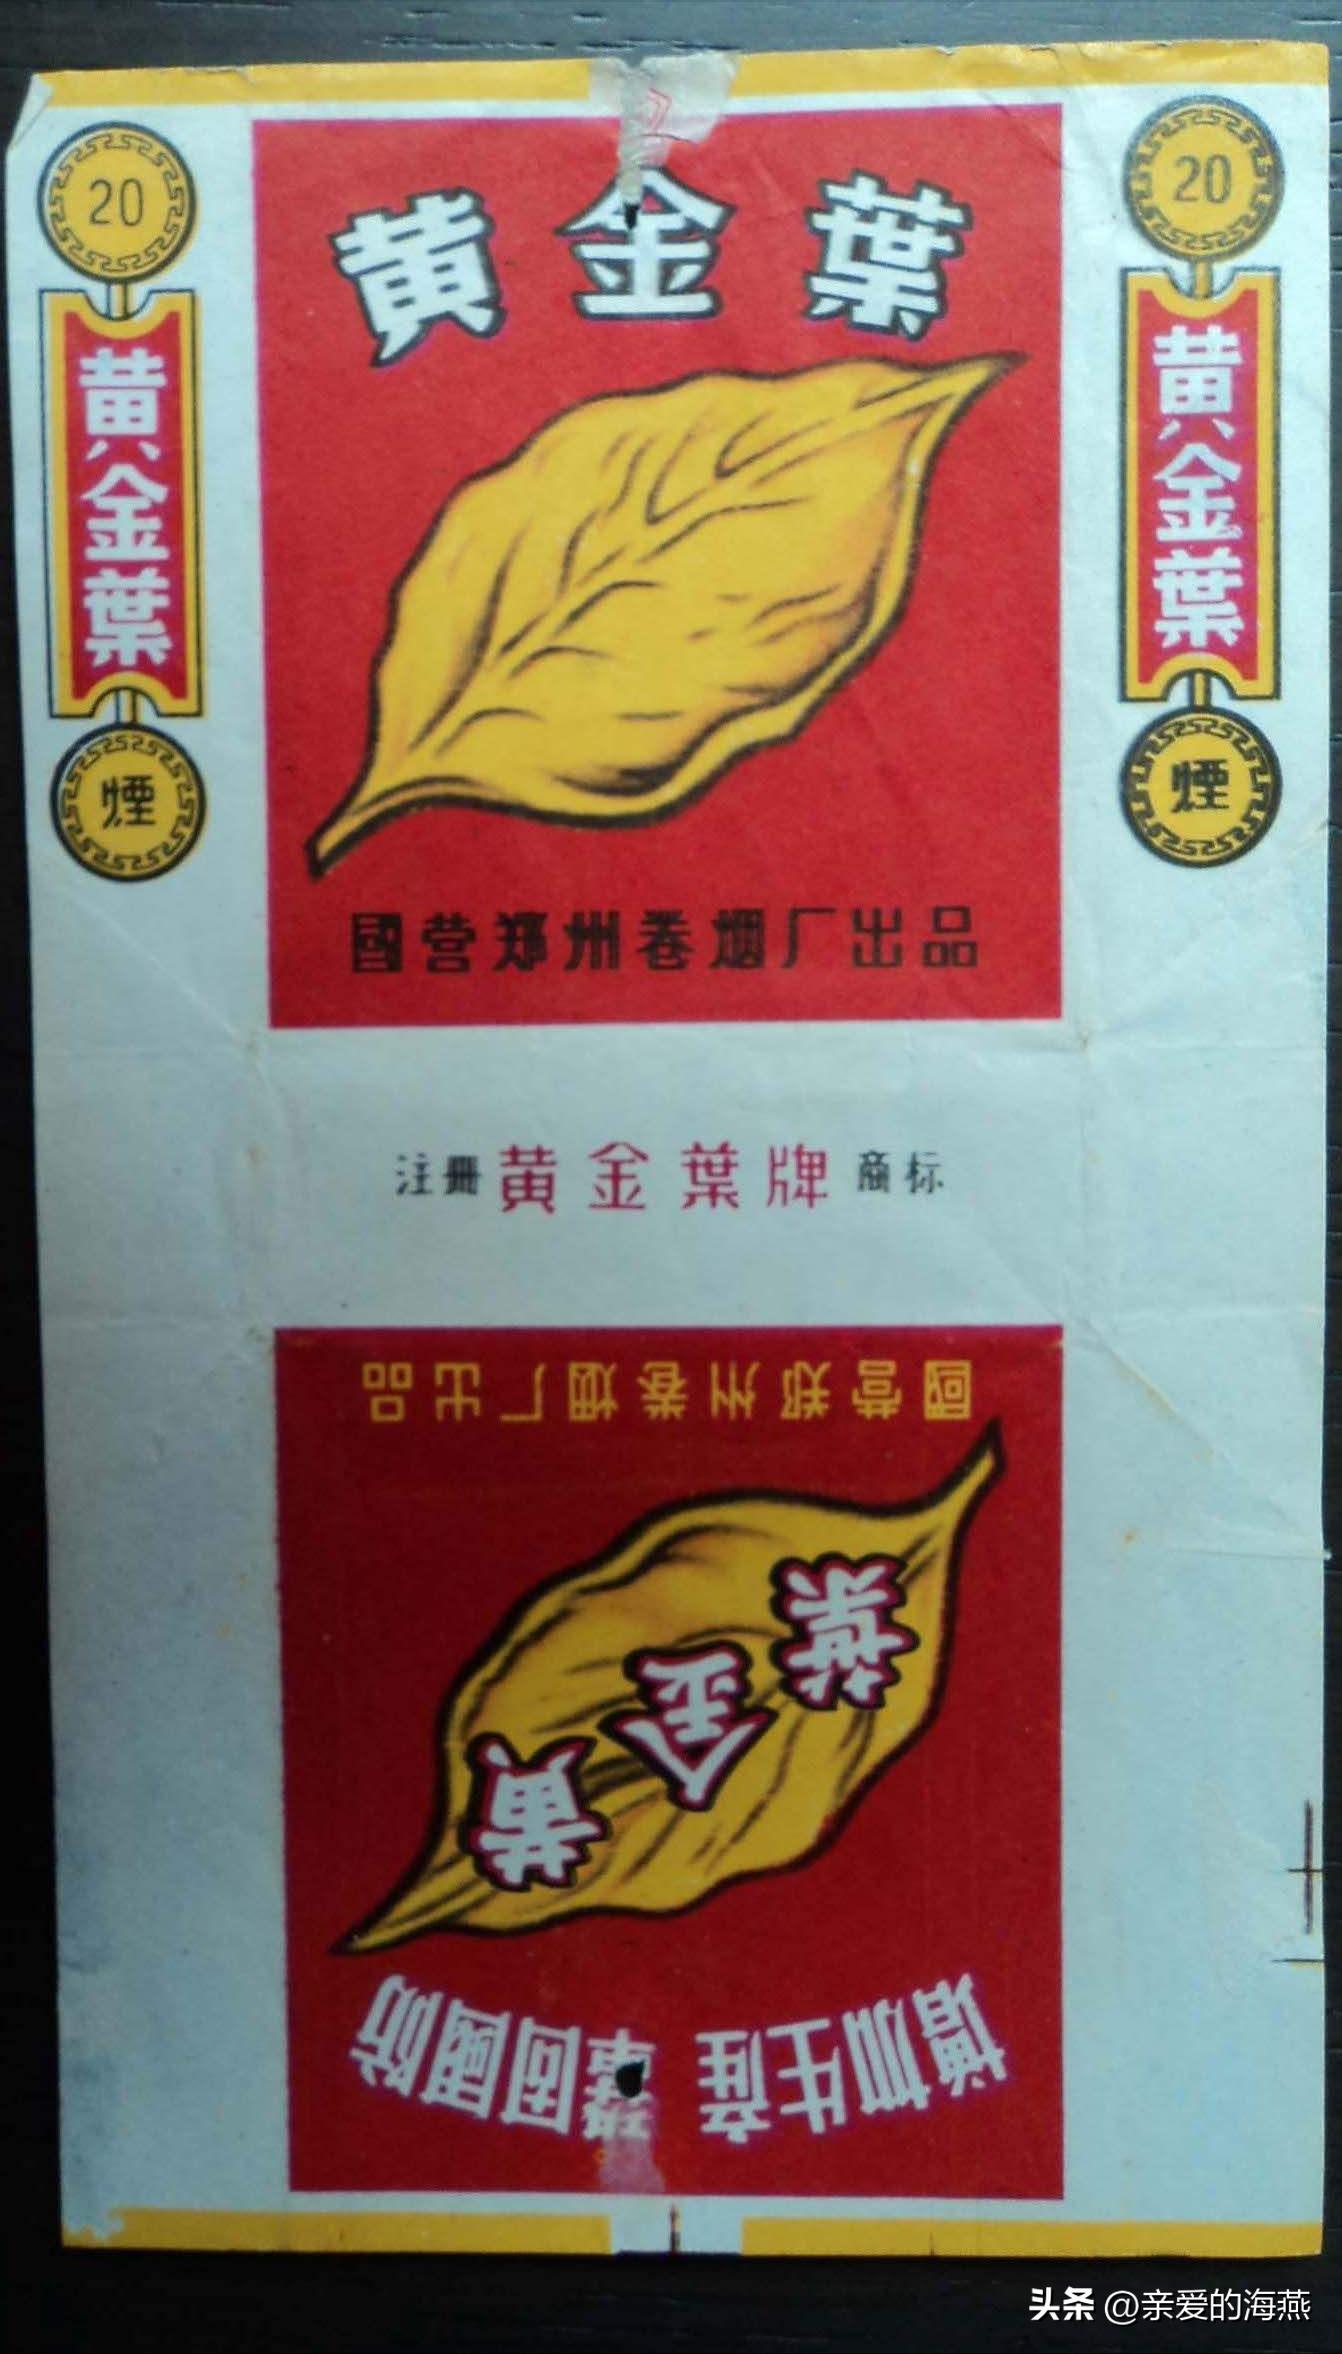 黄金葉
20
黄金葉
煙
20
黄金葉
煙
國营郑州卷烟厂出品
注册 黄金葉牌 商标
國营郑州卷烟厂出品
黄金葉
增加生産 鞏固國防
头条 @亲爱的海燕